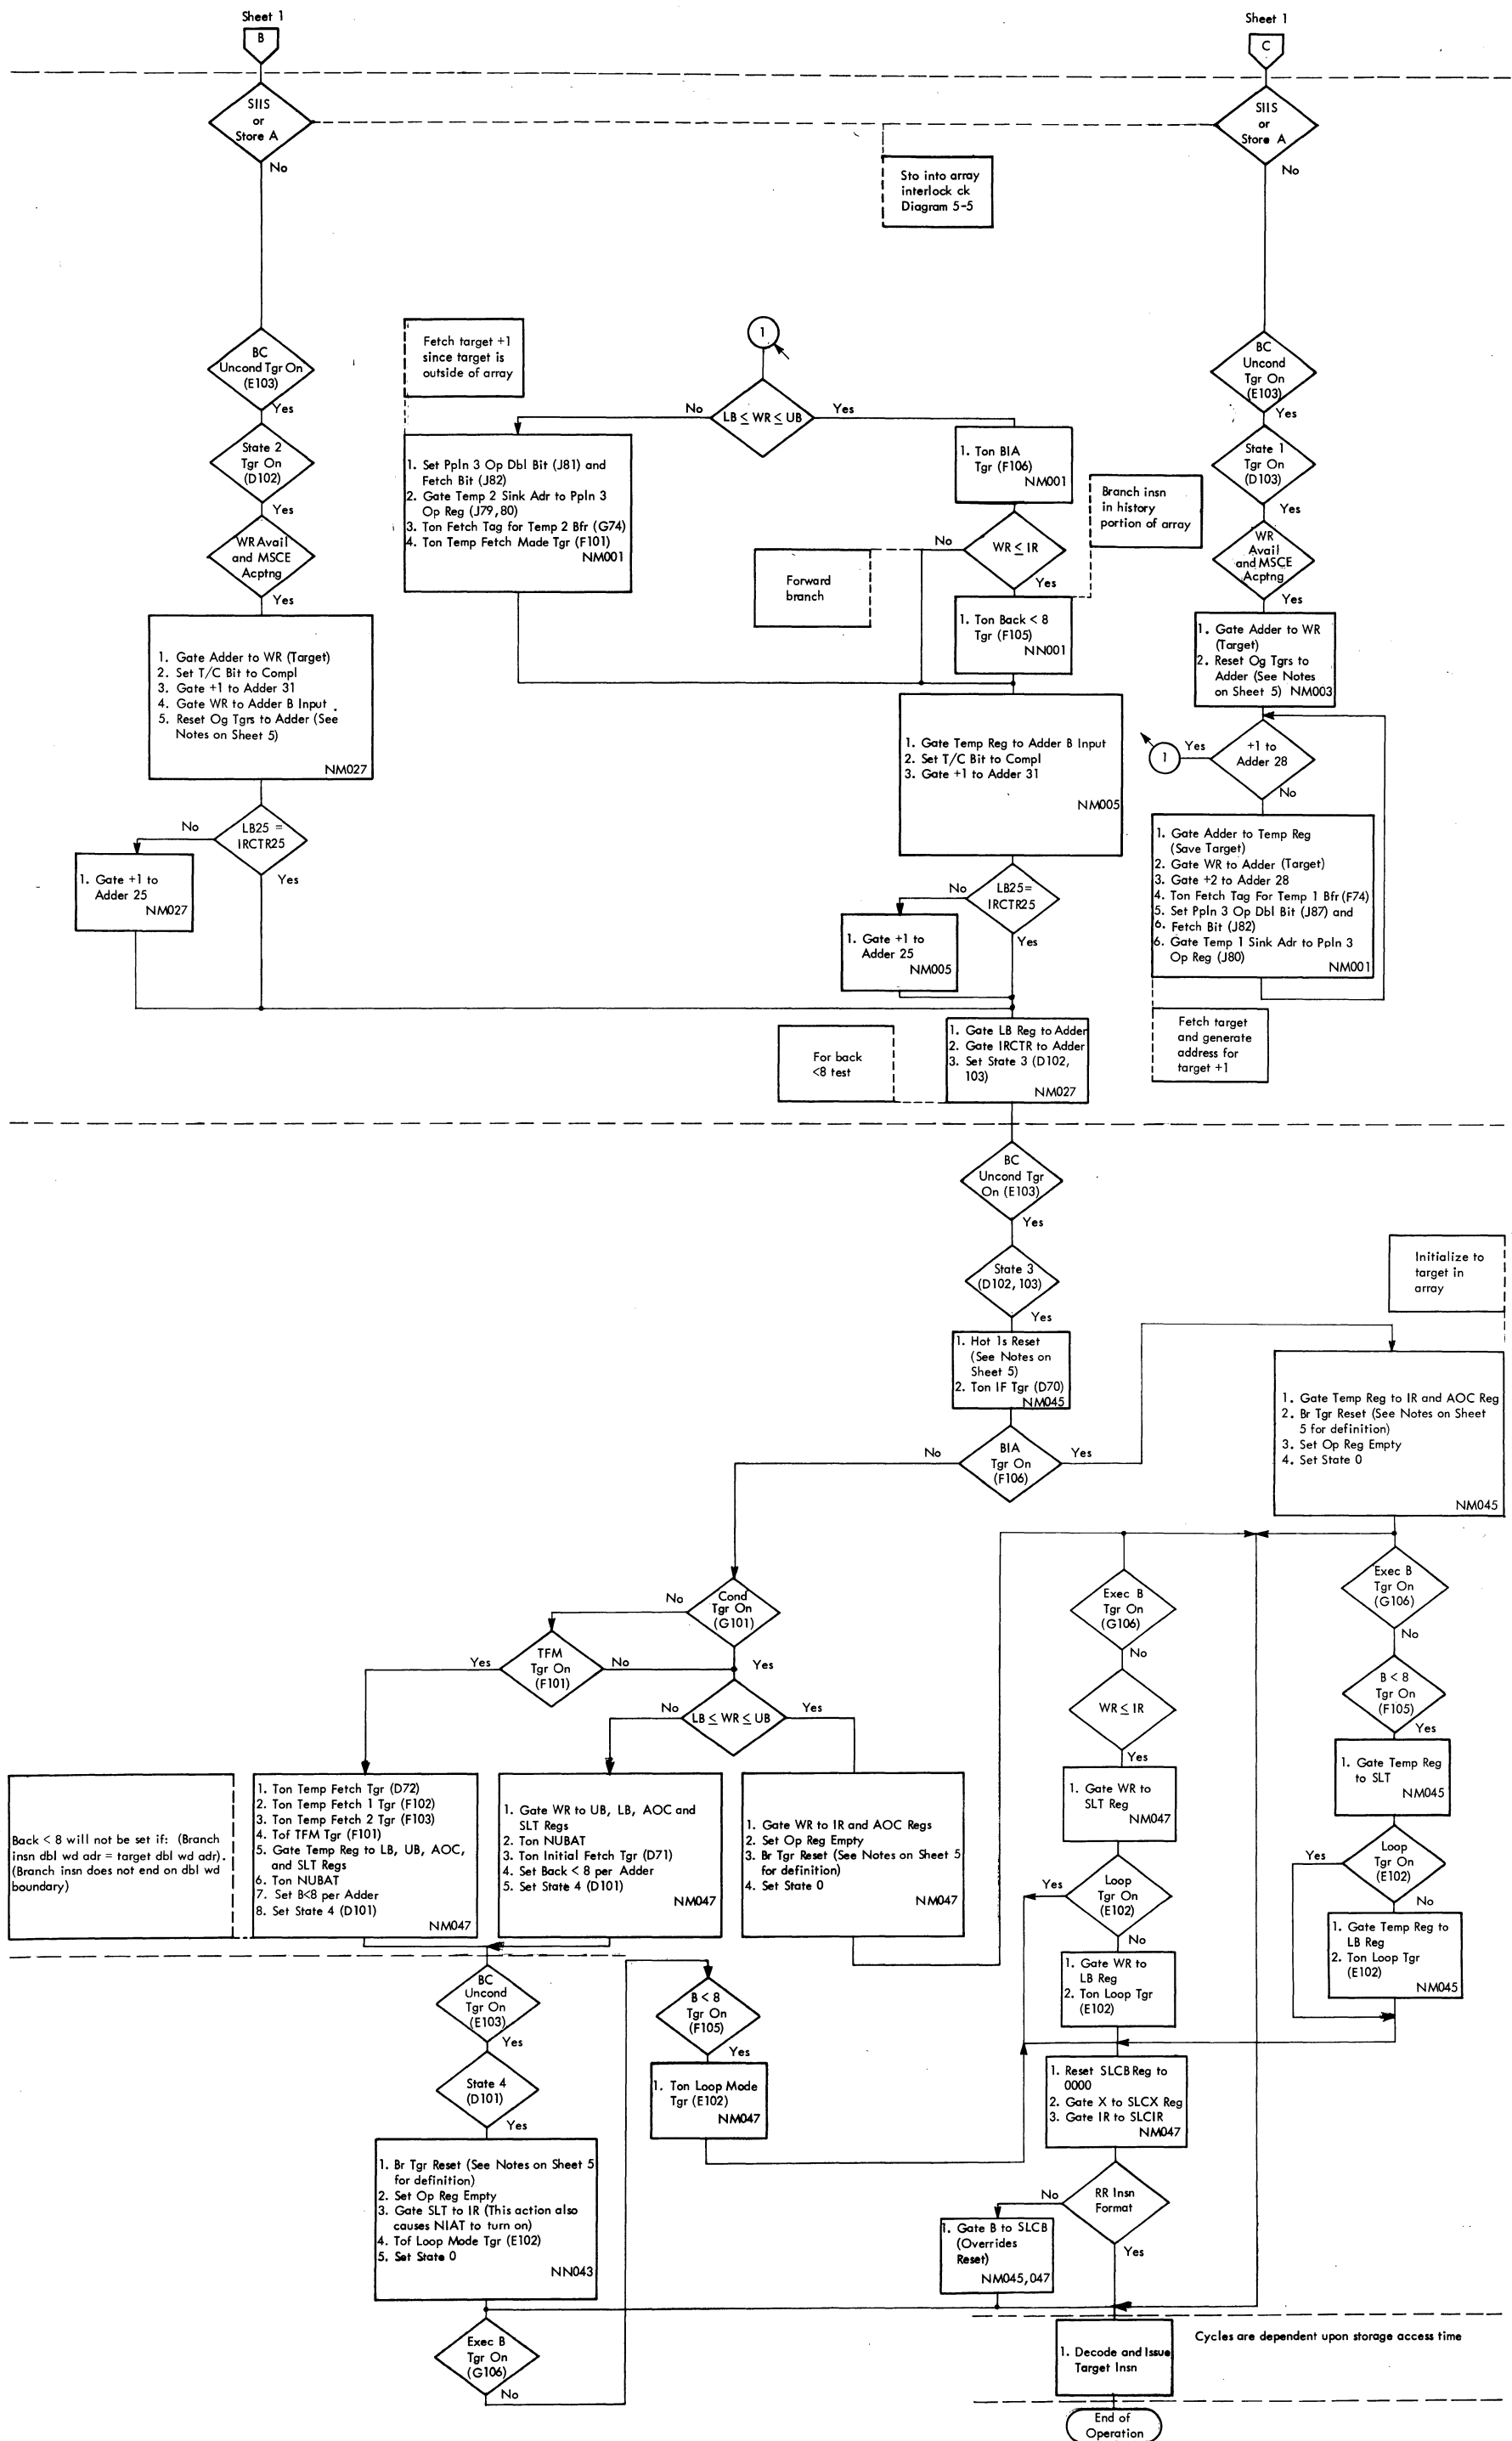 Sheet 1
B
Sheet 1
C
SIIS
or
Store A
No
SIIS
or
Store A
No
Sto into array
interlock ck
Diagram 5-5
BC
Uncond Tgr On
(E103)
Yes
State 2
Tgr On
(D102)
Yes
WR Avail
and MSCE
Acptng
Yes
1. Gate Adder to WR (Target)
2. Set T/C Bit to Compl
3. Gate +1 to Adder 31
4. Gate WR to Adder B Input
5. Reset Og Tgrs to Adder (See
Notes on Sheet 5)
NM027
LB25 =
IRCTR25
No
Yes
1. Gate +1 to
Adder 25
NM027
Fetch target +1
since target is
outside of array
1
LB ≤ WR ≤ UB
No
Yes
1. Set Ppln 3 Op Dbl Bit (J81) and
Fetch Bit (J82)
2. Gate Temp 2 Sink Adr to Ppln 3
Op Reg (J79,80)
3. Ton Fetch Tag for Temp 2 Bfr (G74)
4. Ton Temp Fetch Made Tgr (F101)
NM001
1. Ton BIA
Tgr (F106)
NM001
Branch insn
in history
portion of array
WR ≤ IR
No
Yes
Forward
branch
1. Ton Back < 8
Tgr (F105)
NN001
1. Gate Temp Reg to Adder B Input
2. Set T/C Bit to Compl
3. Gate +1 to Adder 31
NM005
LB25=
IRCTR25
No
Yes
1. Gate +1 to
Adder 25
NM005
BC
Uncond
Tgr On
(E103)
Yes
State 1
Tgr On
(D103)
Yes
WR
Avail
and MSCE
Acptng
Yes
1. Gate Adder to WR
(Target)
2. Reset Og Tgrs to
Adder (See Notes
on Sheet 5) NM003
1
Yes
+1 to
Adder 28
No
1. Gate Adder to Temp Reg
(Save Target)
2. Gate WR to Adder (Target)
3. Gate +2 to Adder 28
4. Ton Fetch Tag For Temp 1 Bfr(F74)
5. Set Ppln 3 Op Dbl Bit (J87) and
6. Fetch Bit (J82)
6. Gate Temp 1 Sink Adr to Ppln 3
Op Reg (J80)
NM001
Fetch target
and generate
address for
target +1
For back
<8 test
1. Gate LB Reg to Adder
2. Gate IRCTR to Adder
3. Set State 3 (D102,
103)
NM027
BC
Uncond Tgr
On (E103)
Yes
State 3
(D102, 103)
Yes
1. Hot 1s Reset
(See Notes on
Sheet 5)
2. Ton IF Tgr (D70)
NM045
BIA
Tgr On
(F106)
No
Yes
Initialize to
target in
array
1. Gate Temp Reg to IR and AOC Reg
2. Br Tgr Reset (See Notes on Sheet
5 for definition)
3. Set Op Reg Empty
4. Set State 0
NM045
Cond
Tgr On
(G101)
No
Yes
TFM
Tgr On
(F101)
Yes
No
LB ≤ WR ≤ UB
No
Yes
Back < 8 will not be set if: (Branch
insn dbl wd adr = target dbl wd adr).
(Branch insn does not end on dbl wd
boundary)
1. Ton Temp Fetch Tgr (D72)
2. Ton Temp Fetch 1 Tgr (F102)
3. Ton Temp Fetch 2 Tgr (F103)
4. Tof TFM Tgr (F101)
5. Gate Temp Reg to LB, UB, AOC,
and SLT Regs
6. Ton NUBAT
7. Set B<8 per Adder
8. Set State 4 (D101)
NM047
1. Gate WR to UB, LB, AOC and
SLT Regs
2. Ton NUBAT
3. Ton Initial Fetch Tgr (D71)
4. Set Back < 8 per Adder
5. Set State 4 (D101)
NM047
1. Gate WR to IR and AOC Regs
2. Set Op Reg Empty
3. Br Tgr Reset (See Notes on Sheet 5
for definition)
4. Set State 0
NM047
Exec B
Tgr On
(G106)
No
WR ≤ IR
Yes
1. Gate WR to
SLT Reg
NM047
Loop
Tgr On
(E102)
Yes
No
1. Gate WR to
LB Reg
2. Ton Loop Tgr
(E102)
Exec B
Tgr On
(G106)
No
B < 8
Tgr On
(F105)
Yes
1. Gate Temp Reg
to SLT
NM045
Loop
Tgr On
(E102)
Yes
No
1. Gate Temp Reg to
LB Reg
2. Ton Loop Tgr
(E102)
NM045
BC
Uncond
Tgr On
(E103)
Yes
State 4
(D101)
Yes
1. Br Tgr Reset (See Notes on Sheet 5
for definition)
2. Set Op Reg Empty
3. Gate SLT to IR (This action also
causes NIAT to turn on)
4. Tof Loop Mode Tgr (E102)
5. Set State 0
NN043
Exec B
Tgr On
(G106)
No
B < 8
Tgr On
(F105)
Yes
1. Ton Loop Mode
Tgr (E102)
NM047
1. Reset SLCB Reg to
0000
2. Gate X to SLCX Reg
3. Gate IR to SLCIR
NM047
RR Insn
Format
No
Yes
1. Gate B to SLCB
(Overrides
Reset)
NM045,047
1. Decode and Issue
Target Insn
Cycles are dependent upon storage access time
End of
Operation